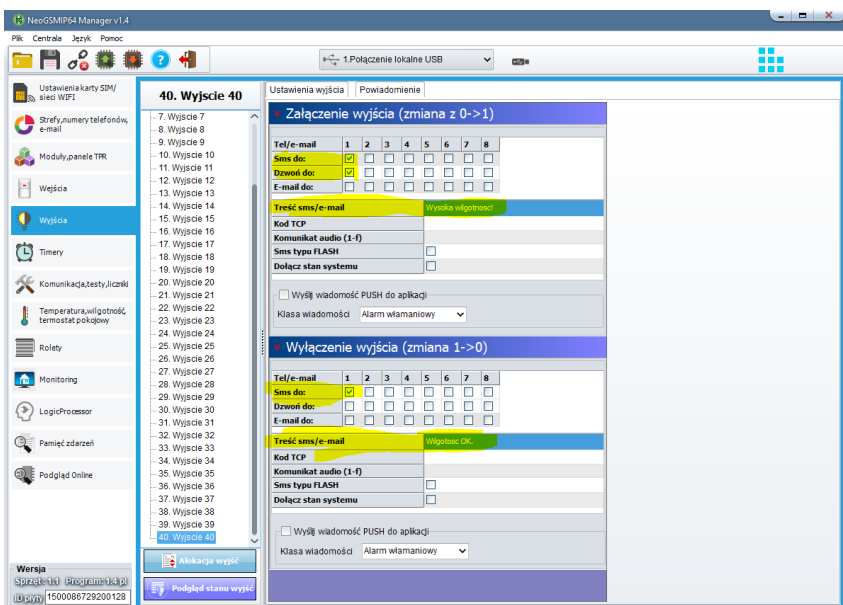 NeoGSMIP64 Manager v1.4
Plik Centrala Język Pomoc
1.Połączenie lokalne USB
Ustawienia karty SIM/
sieci WIFI
Strefy,numery telefonów,
e-mail
Moduły,panele TPR
Wejścia
Wyjścia
Timery
Komunikacja,testy,liczniki
Temperatura,wilgotność,
termostat pokojowy
Rolety
Monitoring
LogicProcessor
Pamięć zdarzeń
Podgląd Online
Wersja
Sprzęt: 1.1 Program: 1.4 pl
ID płyty 1500086729200128
40. Wyjscie 40
7. Wyjscie 7
8. Wyjscie 8
9. Wyjscie 9
10. Wyjscie 10
11. Wyjscie 11
12. Wyjscie 12
13. Wyjscie 13
14. Wyjscie 14
15. Wyjscie 15
16. Wyjscie 16
17. Wyjscie 17
18. Wyjscie 18
19. Wyjscie 19
20. Wyjscie 20
21. Wyjscie 21
22. Wyjscie 22
23. Wyjscie 23
24. Wyjscie 24
25. Wyjscie 25
26. Wyjscie 26
27. Wyjscie 27
28. Wyjscie 28
29. Wyjscie 29
30. Wyjscie 30
31. Wyjscie 31
32. Wyjscie 32
33. Wyjscie 33
34. Wyjscie 34
35. Wyjscie 35
36. Wyjscie 36
37. Wyjscie 37
38. Wyjscie 38
39. Wyjscie 39
40. Wyjscie 40
Alokacja wyjść
Podgląd stanu wyjść
Ustawienia wyjścia Powiadomienie
Załączenie wyjścia (zmiana z 0->1)
Tel/e-mail 1 2 3 4 5 6 7 8
Sms do:
Dzwoń do:
E-mail do:
Treść sms/e-mail Wysoka wilgotnosc!
Kod TCP
Komunikat audio (1-f)
Sms typu FLASH
Dołącz stan systemu
Wyślij wiadomość PUSH do aplikacji
Klasa wiadomości Alarm włamaniowy
Wyłączenie wyjścia (zmiana 1->0)
Tel/e-mail 1 2 3 4 5 6 7 8
Sms do:
Dzwoń do:
E-mail do:
Treść sms/e-mail Wilgotosc OK.
Kod TCP
Komunikat audio (1-f)
Sms typu FLASH
Dołącz stan systemu
Wyślij wiadomość PUSH do aplikacji
Klasa wiadomości Alarm włamaniowy